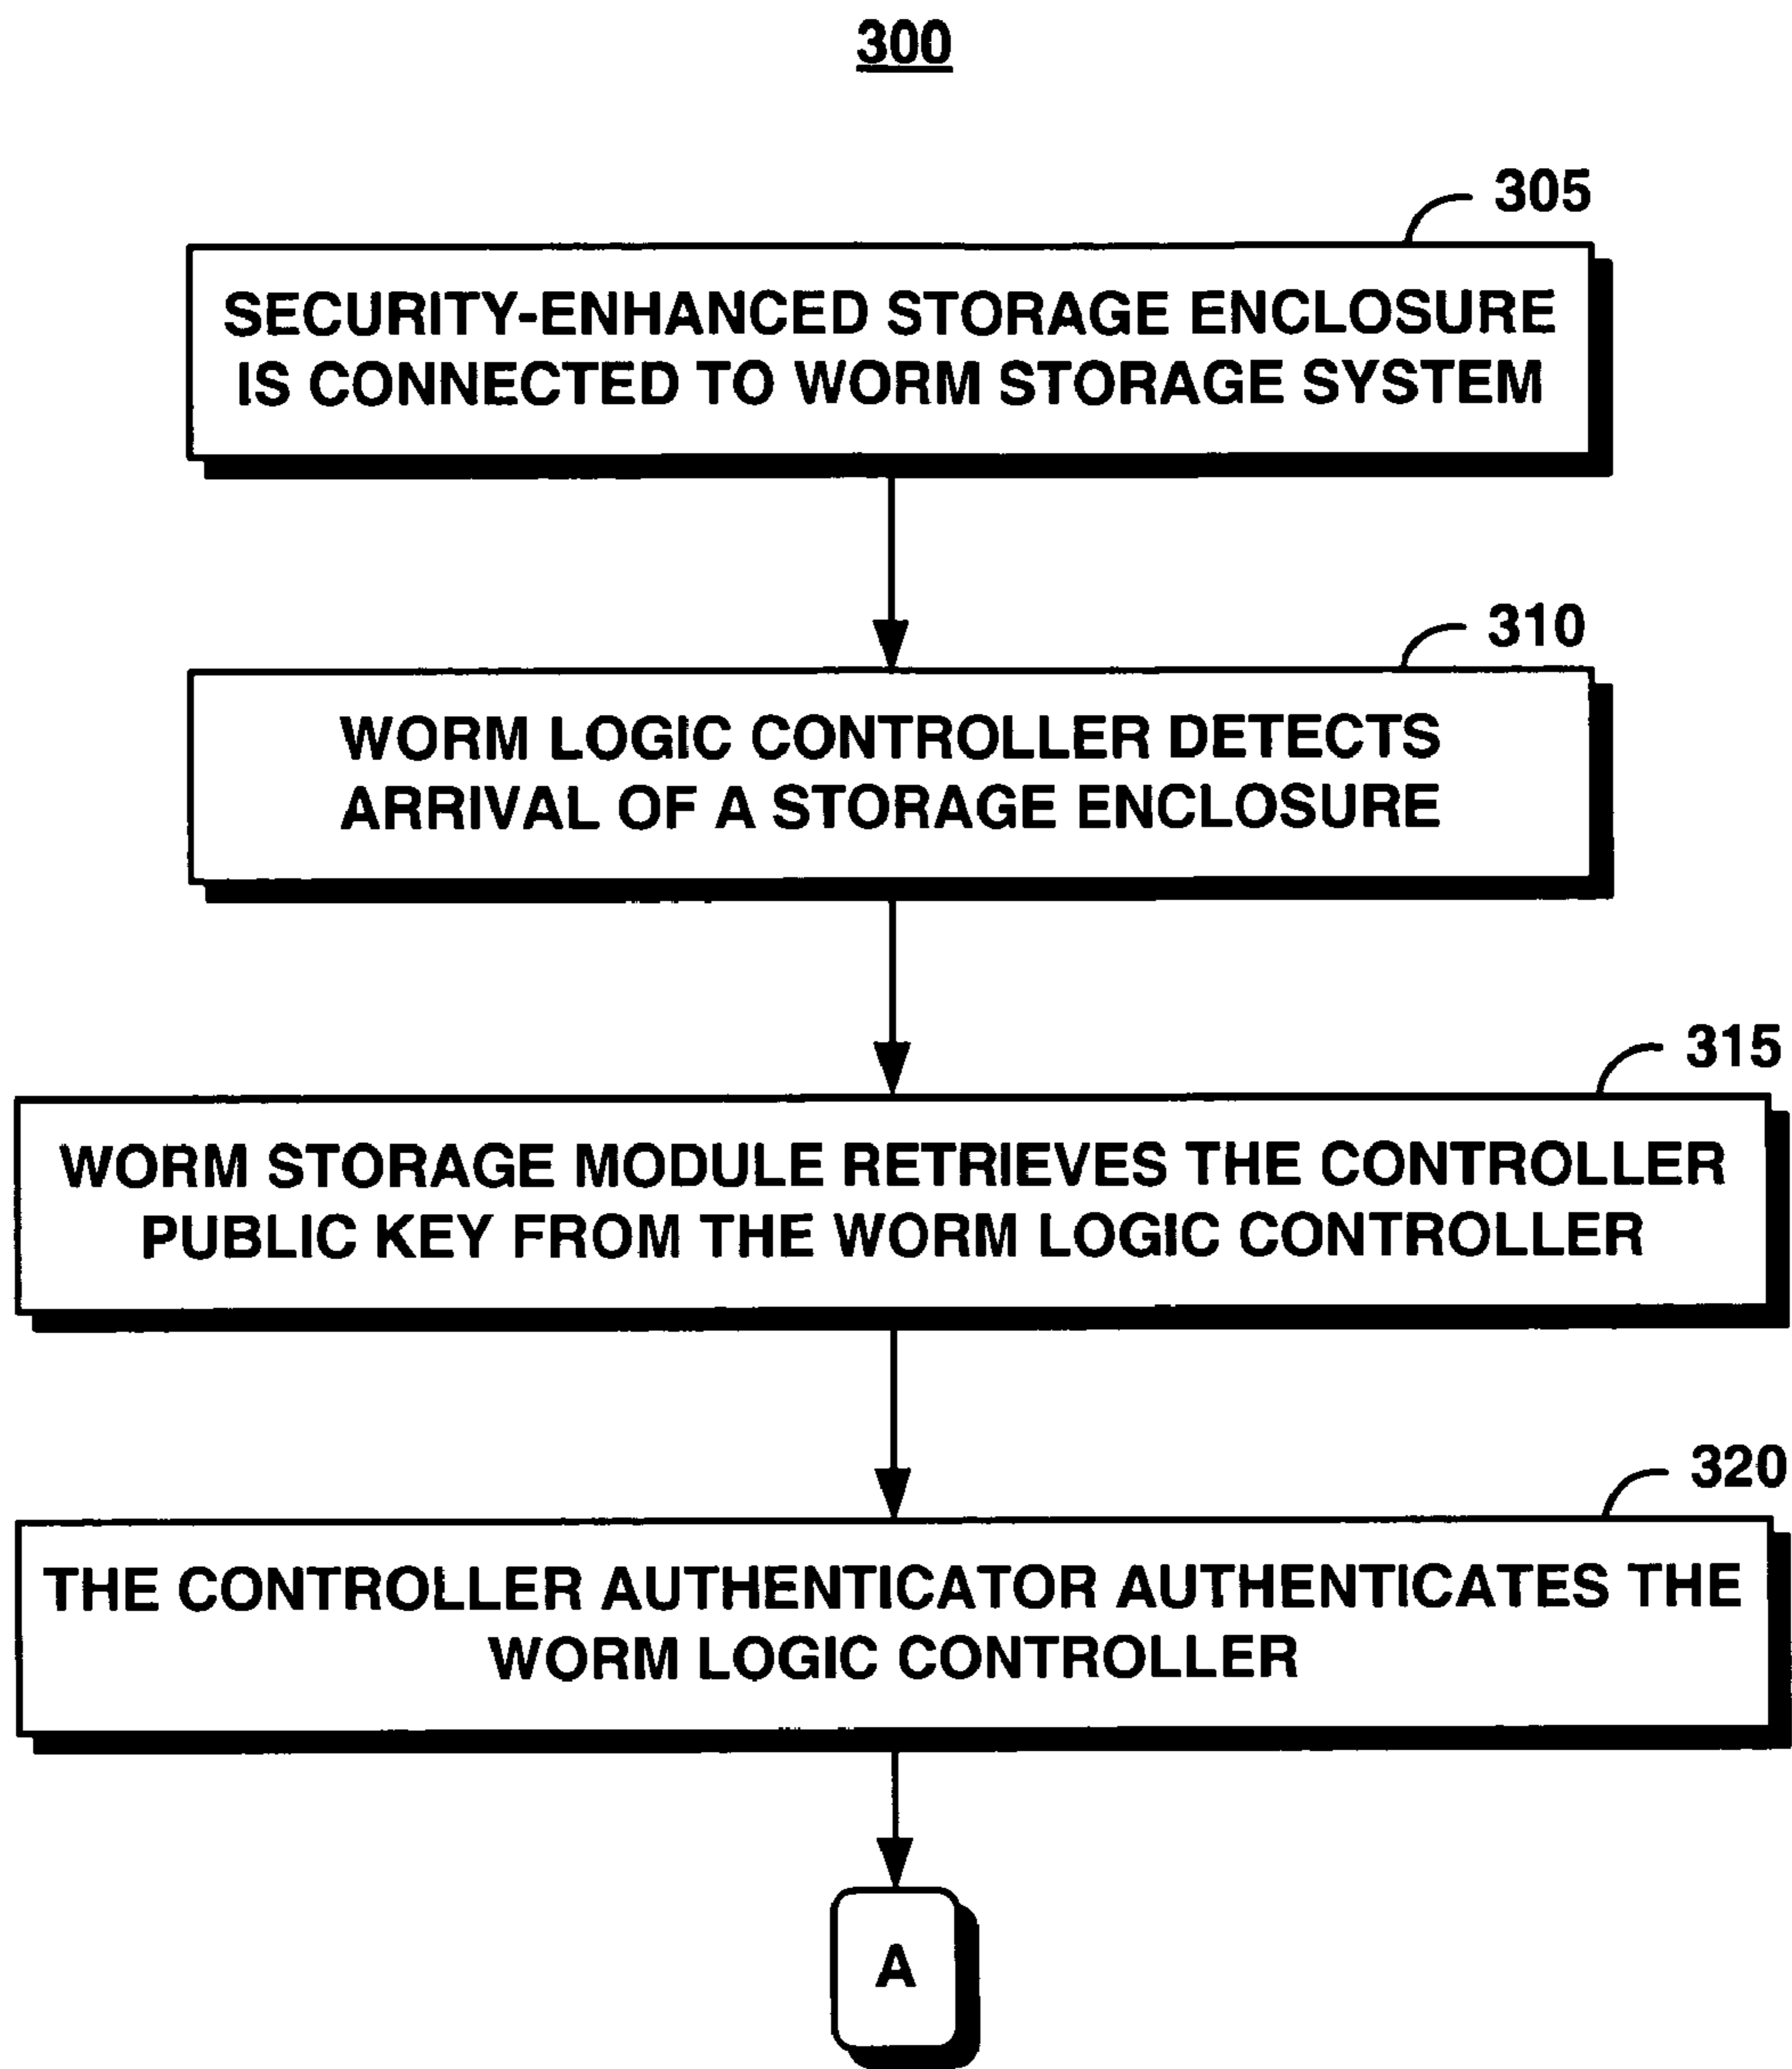 300
305
SECURITY-ENHANCED STORAGE ENCLOSURE
IS CONNECTED TO WORM STORAGE SYSTEM
310
WORM LOGIC CONTROLLER DETECTS
ARRIVAL OF A STORAGE ENCLOSURE
315
WORM STORAGE MODULE RETRIEVES THE CONTROLLER
PUBLIC KEY FROM THE WORM LOGIC CONTROLLER
320
THE CONTROLLER AUTHENTICATOR AUTHENTICATES THE
WORM LOGIC CONTROLLER
A